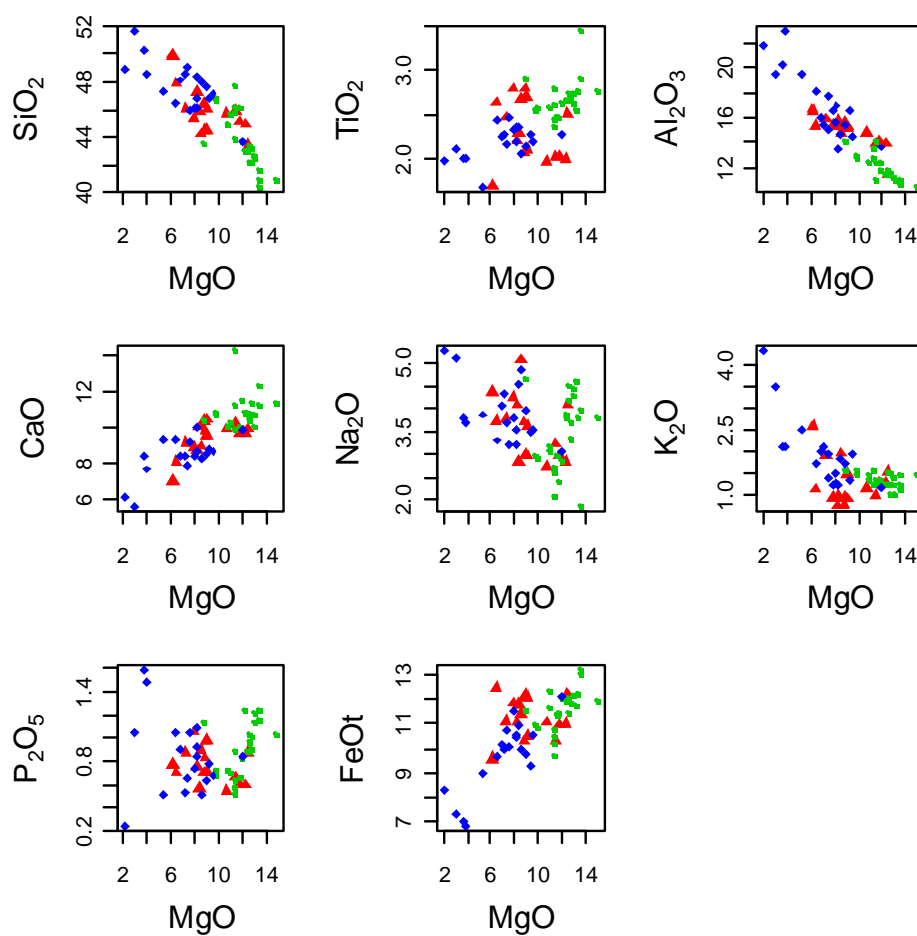 SiO₂ 40 44 48 52
2 6 10 14
MgO
TiO₂ 2.0 3.0
2 6 10 14
MgO
Al₂O₃ 12 16 20
2 6 10 14
MgO
CaO 6 8 10 12
2 6 10 14
MgO
Na₂O 2.0 3.5 5.0
2 6 10 14
MgO
K₂O 1.0 2.5 4.0
2 6 10 14
MgO
P₂O₅ 0.2 0.8 1.4
2 6 10 14
MgO
FeOt 7 9 11 13
2 6 10 14
MgO